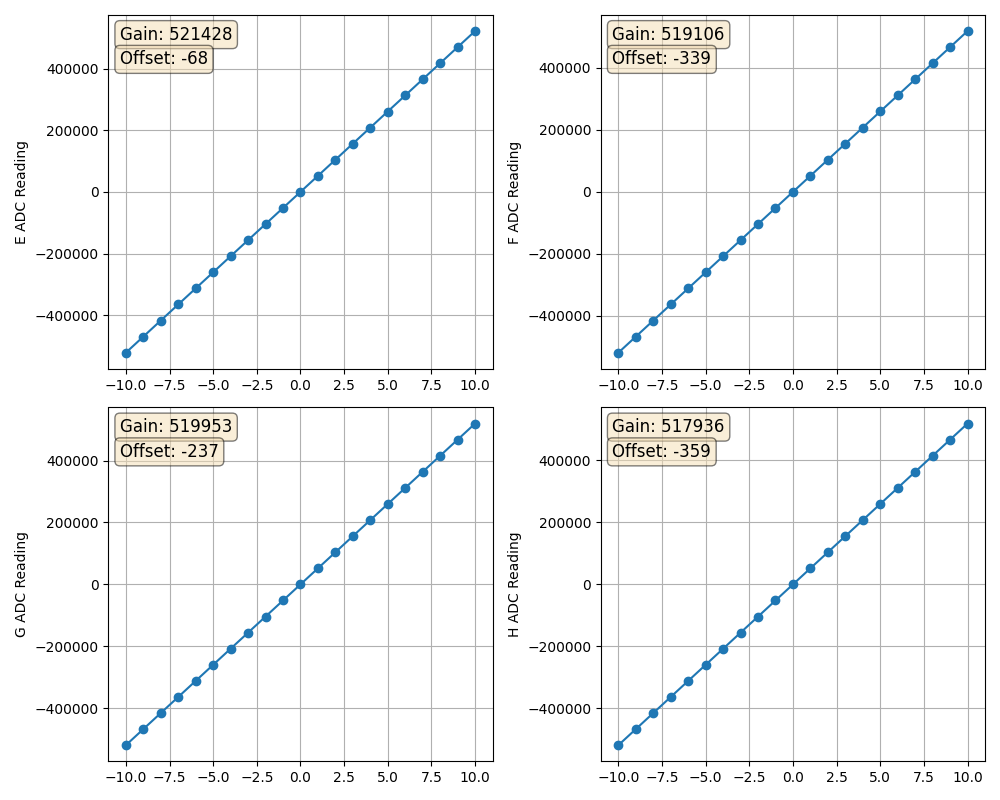 Gain: 521428
Offset: -68
E ADC Reading
400000
200000
0
−200000
−400000
−10.0 −7.5 −5.0 −2.5 0.0 2.5 5.0 7.5 10.0
Gain: 519106
Offset: -339
F ADC Reading
400000
200000
0
−200000
−400000
−10.0 −7.5 −5.0 −2.5 0.0 2.5 5.0 7.5 10.0
Gain: 519953
Offset: -237
G ADC Reading
400000
200000
0
−200000
−400000
−10.0 −7.5 −5.0 −2.5 0.0 2.5 5.0 7.5 10.0
Gain: 517936
Offset: -359
H ADC Reading
400000
200000
0
−200000
−400000
−10.0 −7.5 −5.0 −2.5 0.0 2.5 5.0 7.5 10.0